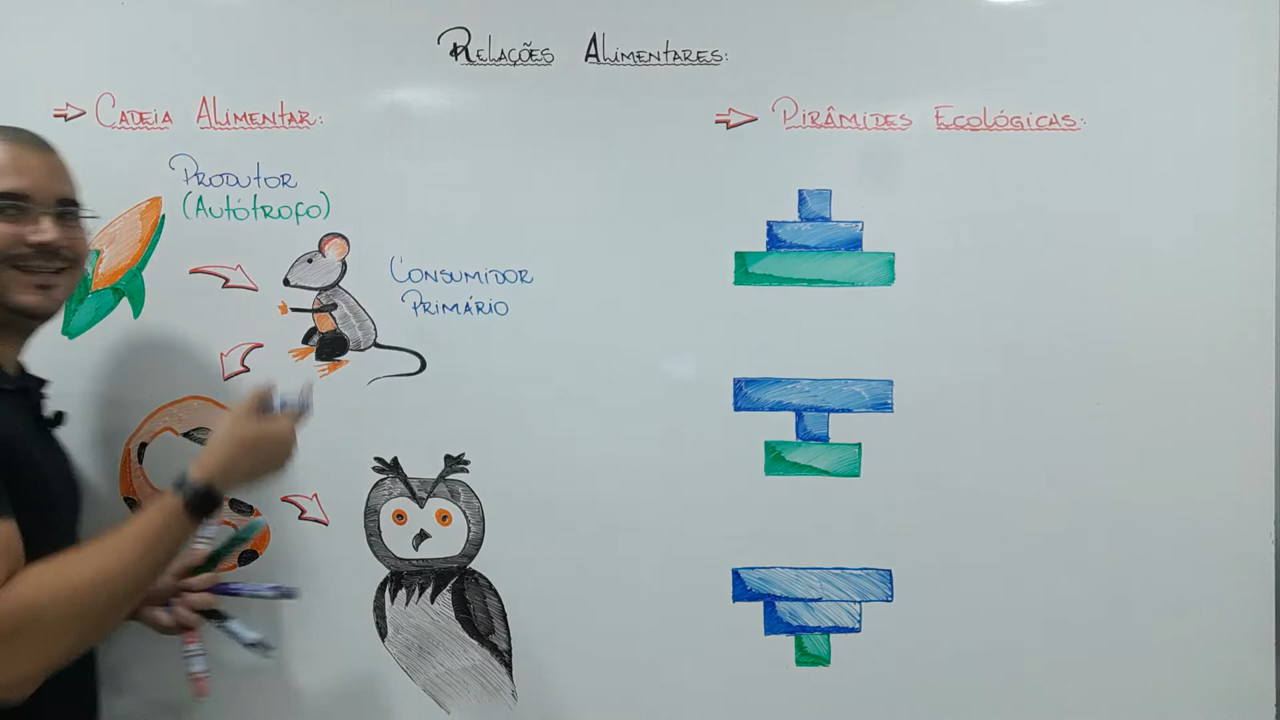 Relações Alimentares:
Cadeia Alimentar:
Produtor
(Autótrofo)
Consumidor
Primário
Pirâmides Ecológicas: